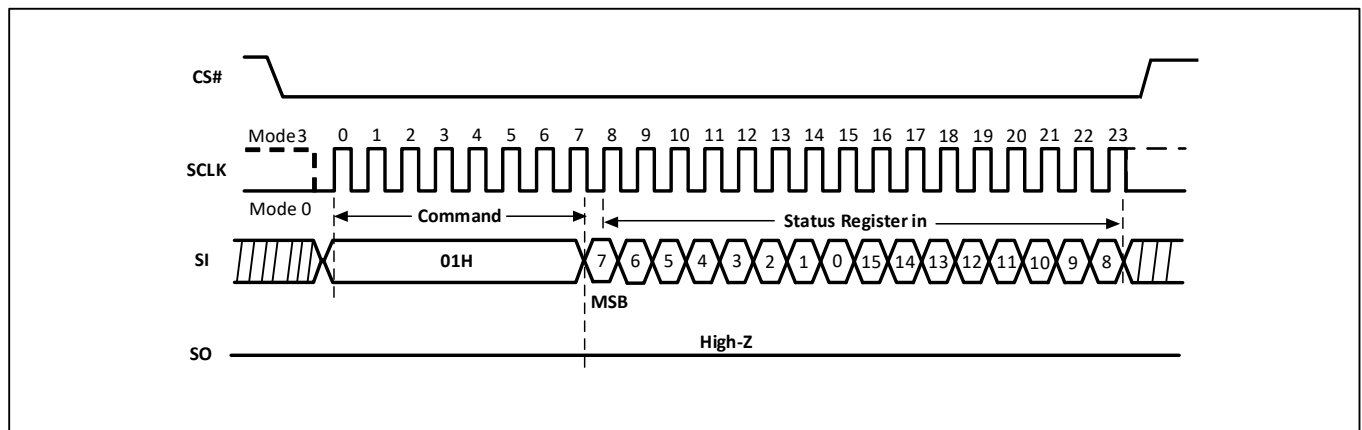 CS#
Mode 3 0 1 2 3 4 5 6 7 8 9 10 11 12 13 14 15 16 17 18 19 20 21 22 23
SCLK
Mode 0 Command Status Register in
SI 01H 7 6 5 4 3 2 1 0 15 14 13 12 11 10 9 8
MSB
High-Z
SO